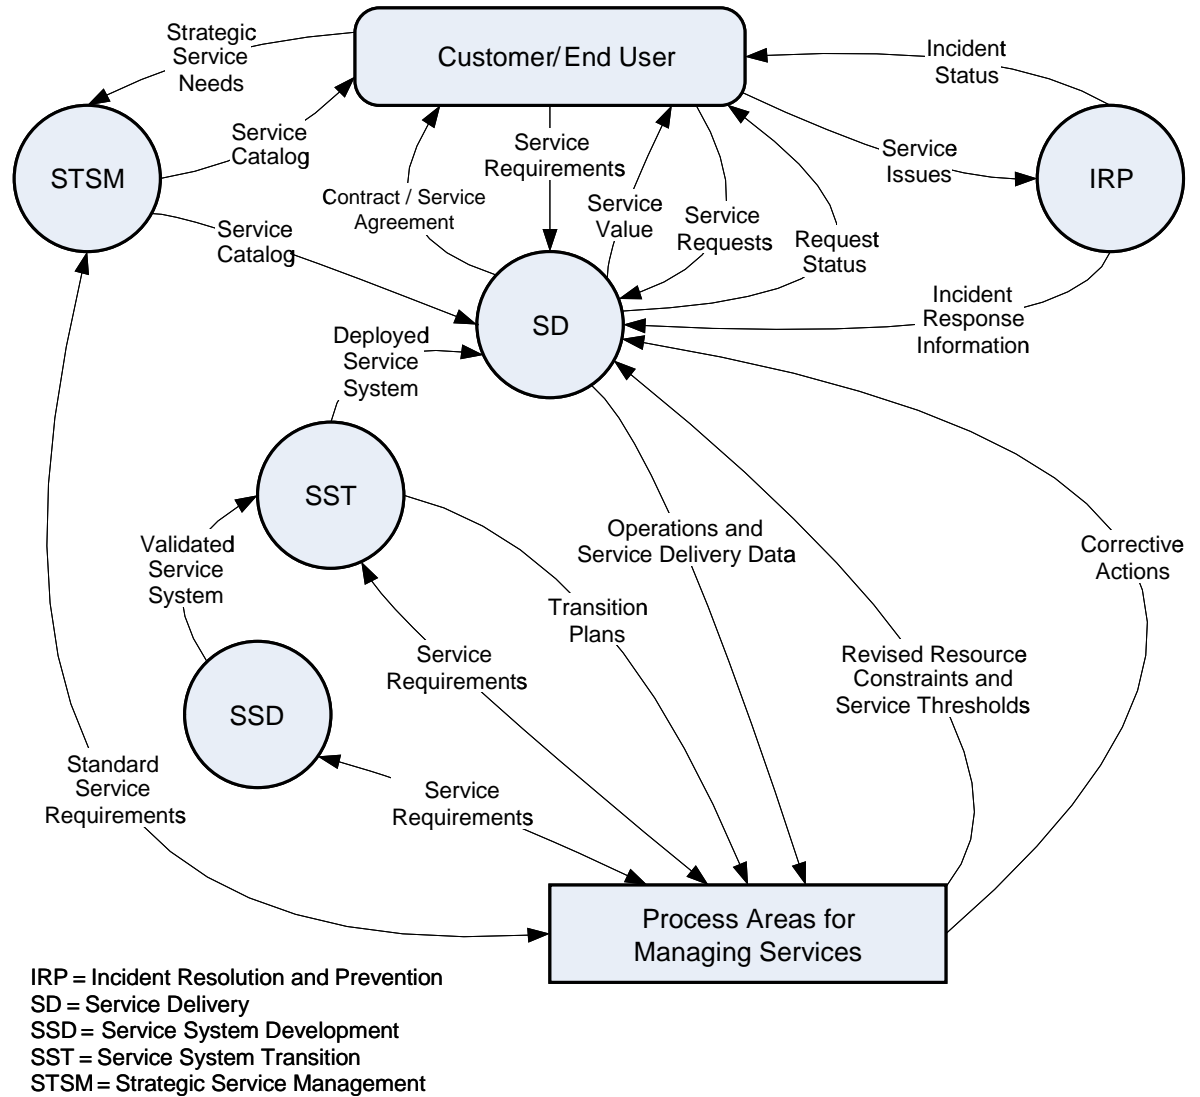 Customer/End User
Strategic
Service
Needs
Incident
Status
Service
Catalog
Service
Requirements
Service
Issues
STSM
IRP
Contract / Service
Agreement
Service
Value
Service
Requests
Request
Status
Service
Catalog
SD
Incident
Response
Information
Deployed
Service
System
SST
Operations and
Service Delivery Data
Corrective
Actions
Validated
Service
System
Transition
Plans
Service
Requirements
Revised Resource
Constraints and
Service Thresholds
SSD
Standard
Service
Requirements
Service
Requirements
Process Areas for
Managing Services
IRP = Incident Resolution and Prevention
SD = Service Delivery
SSD = Service System Development
SST = Service System Transition
STSM = Strategic Service Management